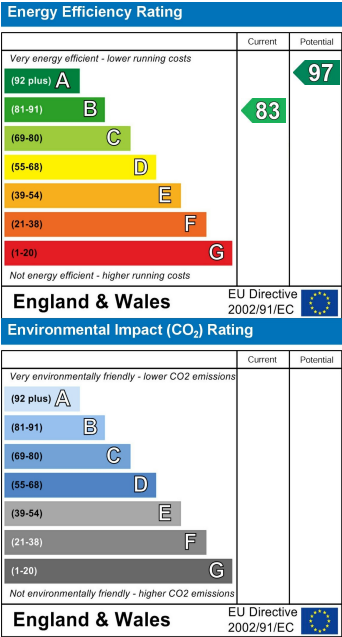 Energy Efficiency Rating
Current Potential
Very energy efficient - lower running costs
(92 plus) A
97
(81-91) B
83
(69-80) C
(55-68) D
(39-54) E
(21-38) F
(1-20) G
Not energy efficient - higher running costs
England & Wales
EU Directive
2002/91/EC
Environmental Impact (CO2) Rating
Current Potential
Very environmentally friendly - lower CO2 emissions
(92 plus) A
(81-91) B
(69-80) C
(55-68) D
(39-54) E
(21-38) F
(1-20) G
Not environmentally friendly - higher CO2 emissions
England & Wales
EU Directive
2002/91/EC